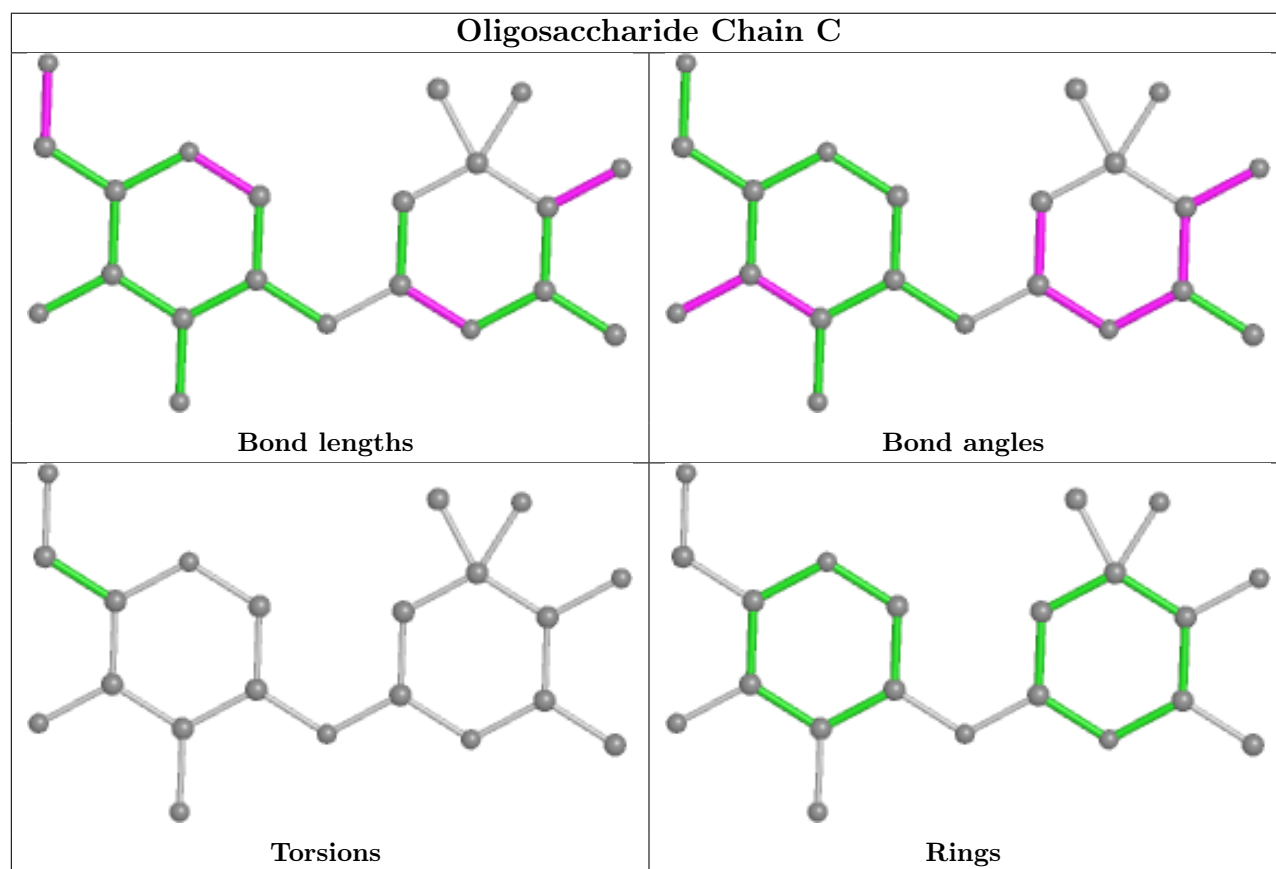 Oligosaccharide Chain C
Bond lengths
Bond angles
Torsions
Rings